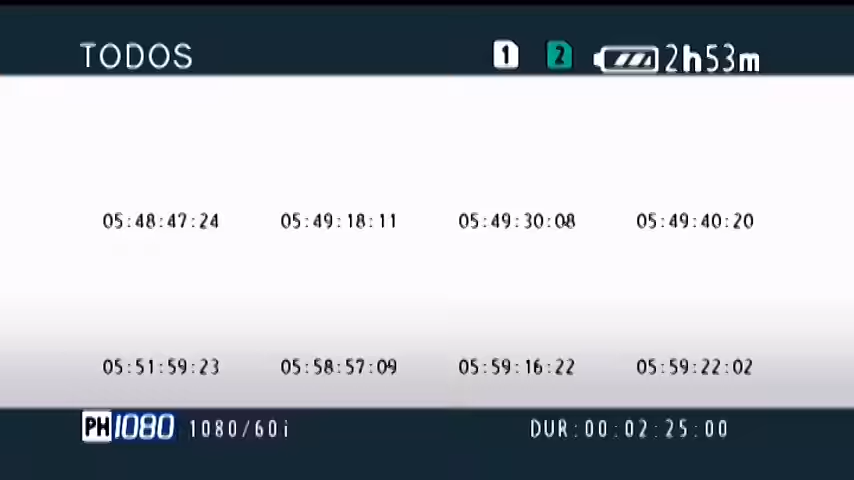 TODOS 1 2 2h53m
05:48:47:24 05:49:18:11 05:49:30:08 05:49:40:20
05:51:59:23 05:58:57:09 05:59:16:22 05:59:22:02
PH 1080 1080/60i DUR:00:02:25:00